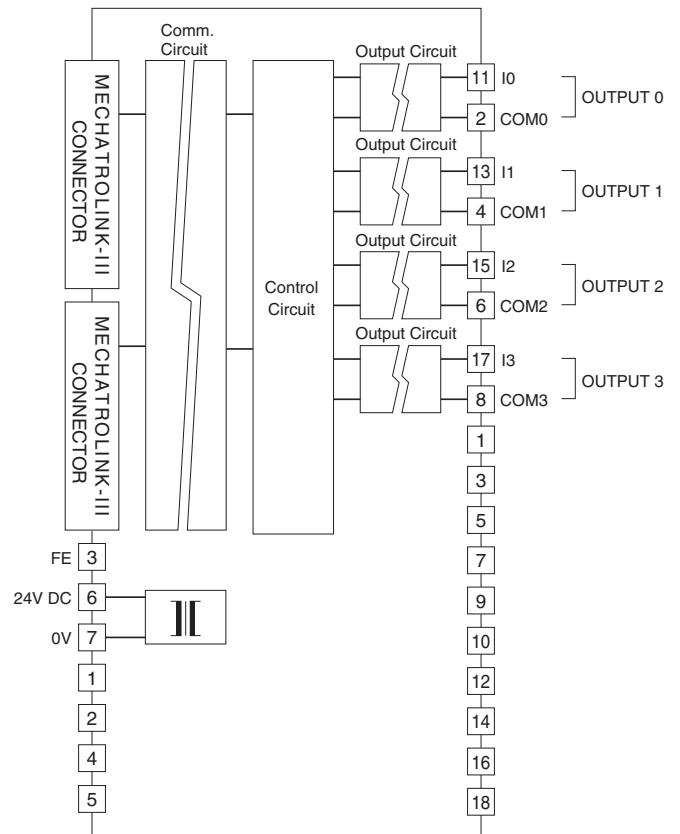 Comm.
Circuit
MECHATROLINK-III
CONNECTOR
MECHATROLINK-III
CONNECTOR
Control
Circuit
Output Circuit
11 I0
2 COM0
OUTPUT 0
Output Circuit
13 I1
4 COM1
OUTPUT 1
Output Circuit
15 I2
6 COM2
OUTPUT 2
Output Circuit
17 I3
8 COM3
OUTPUT 3
1
3
5
7
9
10
12
14
16
18
FE 3
24V DC 6
0V 7
1
2
4
5